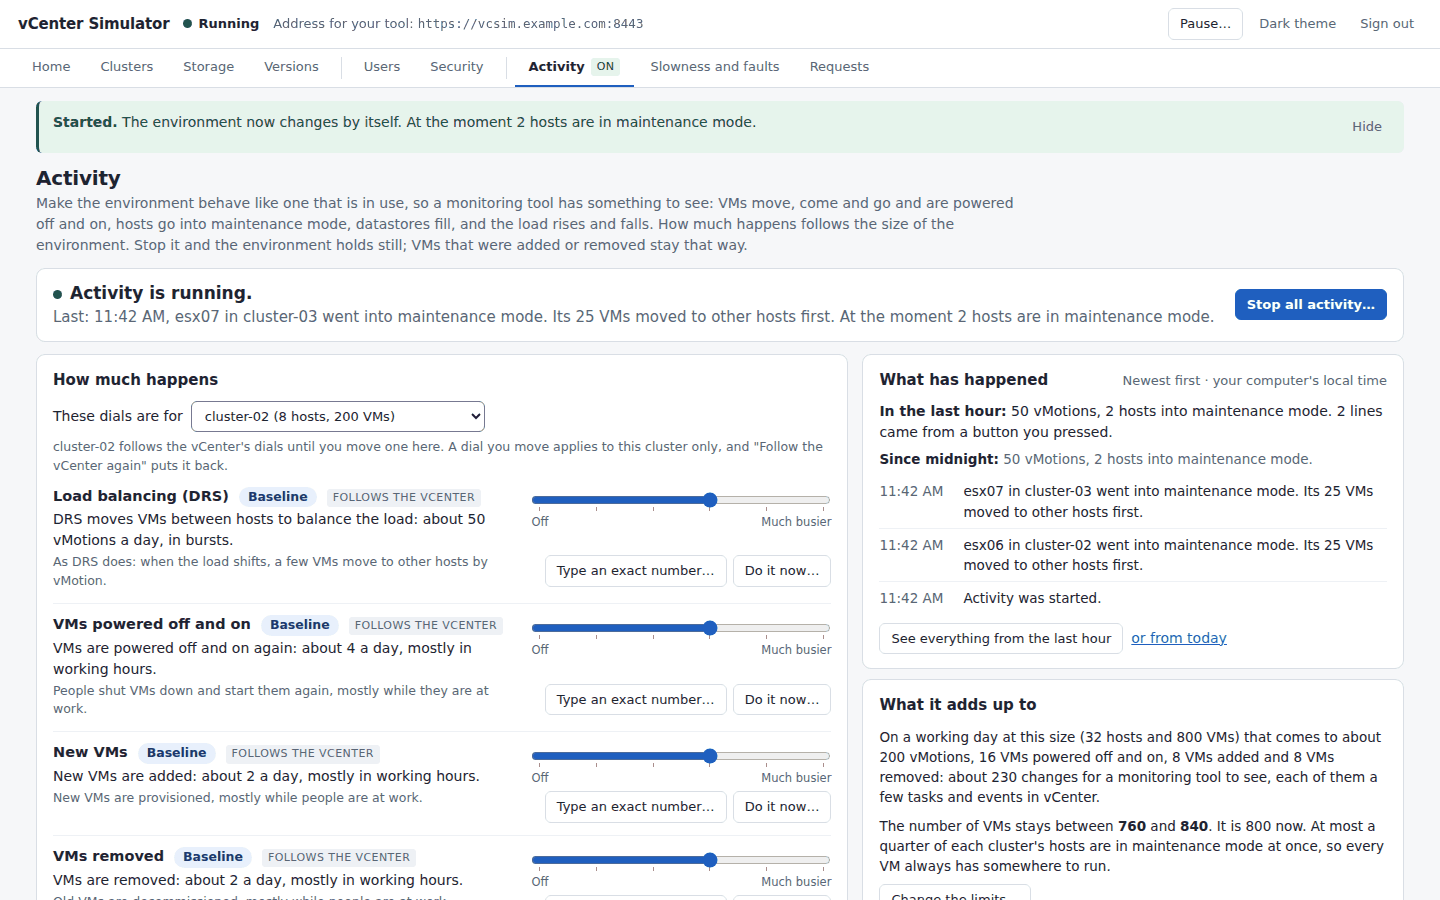 vCenter Simulator Running Address for your tool: https://vcsim.example.com:8443 Pause... Dark theme Sign out
Home Clusters Storage Versions Users Security Activity ON Slowness and faults Requests
Started. The environment now changes by itself. At the moment 2 hosts are in maintenance mode. Hide
Activity
Make the environment behave like one that is in use, so a monitoring tool has something to see: VMs move, come and go and are powered
off and on, hosts go into maintenance mode, datastores fill, and the load rises and falls. How much happens follows the size of the
environment. Stop it and the environment holds still; VMs that were added or removed stay that way.
Activity is running.
Last: 11:42 AM, esx07 in cluster-03 went into maintenance mode. Its 25 VMs moved to other hosts first. At the moment 2 hosts are in maintenance mode.
Stop all activity...
How much happens
These dials are for cluster-02 (8 hosts, 200 VMs)
cluster-02 follows the vCenter's dials until you move one here. A dial you move applies to this cluster only, and "Follow the
vCenter again" puts it back.
Load balancing (DRS) Baseline FOLLOWS THE VCENTER
DRS moves VMs between hosts to balance the load: about 50
vMotions a day, in bursts.
As DRS does: when the load shifts, a few VMs move to other hosts by
vMotion.
Off Much busier
Type an exact number... Do it now...
VMs powered off and on Baseline FOLLOWS THE VCENTER
VMs are powered off and on again: about 4 a day, mostly in
working hours.
People shut VMs down and start them again, mostly while they are at
work.
Off Much busier
Type an exact number... Do it now...
New VMs Baseline FOLLOWS THE VCENTER
New VMs are added: about 2 a day, mostly in working hours.
New VMs are provisioned, mostly while people are at work.
Off Much busier
Type an exact number... Do it now...
VMs removed Baseline FOLLOWS THE VCENTER
VMs are removed: about 2 a day, mostly in working hours.
Old VMs are decommissioned, mostly while people are at work.
Off Much busier
What has happened Newest first · your computer's local time
In the last hour: 50 vMotions, 2 hosts into maintenance mode. 2 lines
came from a button you pressed.
Since midnight: 50 vMotions, 2 hosts into maintenance mode.
11:42 AM esx07 in cluster-03 went into maintenance mode. Its 25 VMs
moved to other hosts first.
11:42 AM esx06 in cluster-02 went into maintenance mode. Its 25 VMs
moved to other hosts first.
11:42 AM Activity was started.
See everything from the last hour or from today
What it adds up to
On a working day at this size (32 hosts and 800 VMs) that comes to about
200 vMotions, 16 VMs powered off and on, 8 VMs added and 8 VMs
removed: about 230 changes for a monitoring tool to see, each of them a
few tasks and events in vCenter.
The number of VMs stays between 760 and 840. It is 800 now. At most a
quarter of each cluster's hosts are in maintenance mode at once, so every
VM always has somewhere to run.
Change the limits